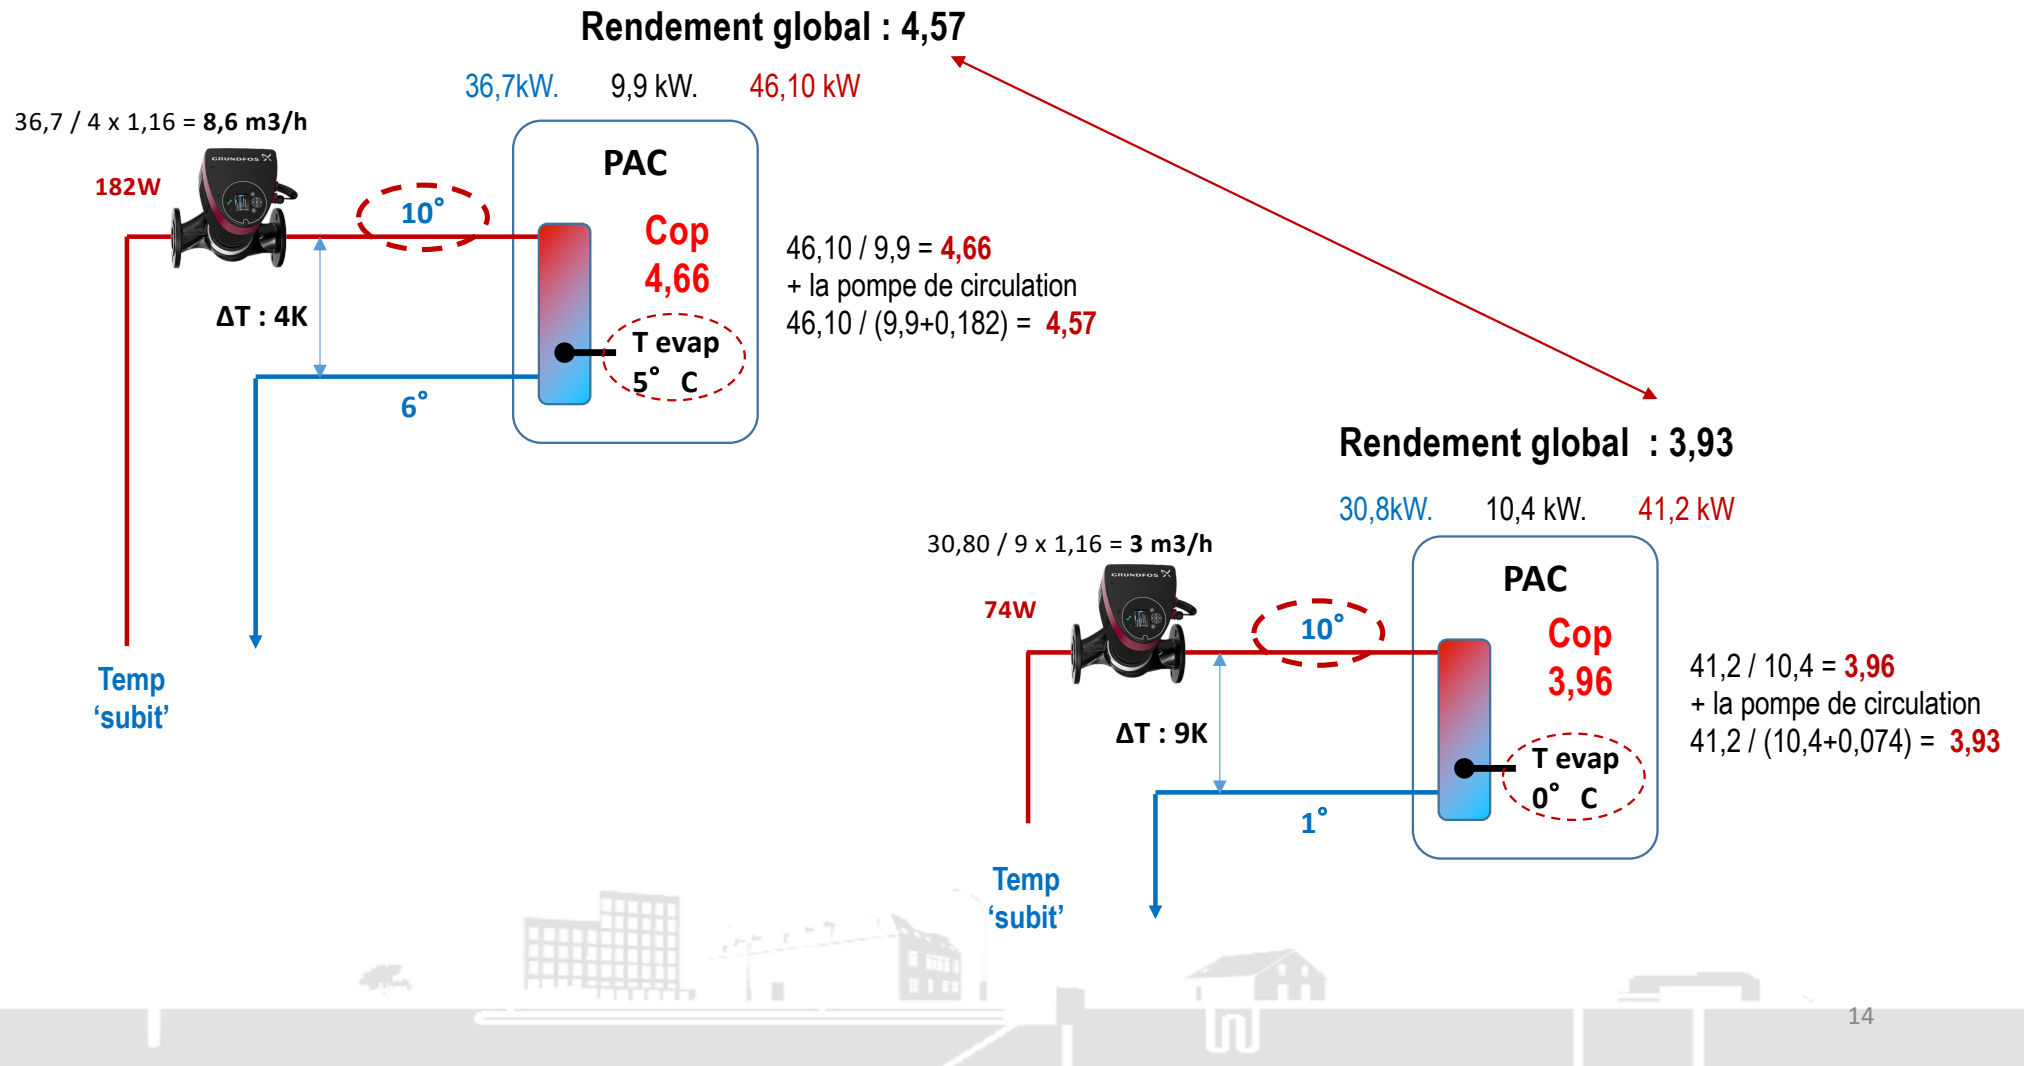 Rendement global : 4,57
36,7kW. 9,9 kW. 46,10 kW
36,7 / 4 x 1,16 = 8,6 m3/h
GRUNDFOS
182W
10°
PAC
Cop
4,66
ΔT : 4K
T evap
5° C
6°
46,10 / 9,9 = 4,66
+ la pompe de circulation
46,10 / (9,9+0,182) = 4,57
Temp
‘subit’
Rendement global : 3,93
30,8kW. 10,4 kW. 41,2 kW
30,80 / 9 x 1,16 = 3 m3/h
GRUNDFOS
74W
10°
PAC
Cop
3,96
ΔT : 9K
T evap
0° C
1°
41,2 / 10,4 = 3,96
+ la pompe de circulation
41,2 / (10,4+0,074) = 3,93
Temp
‘subit’
14